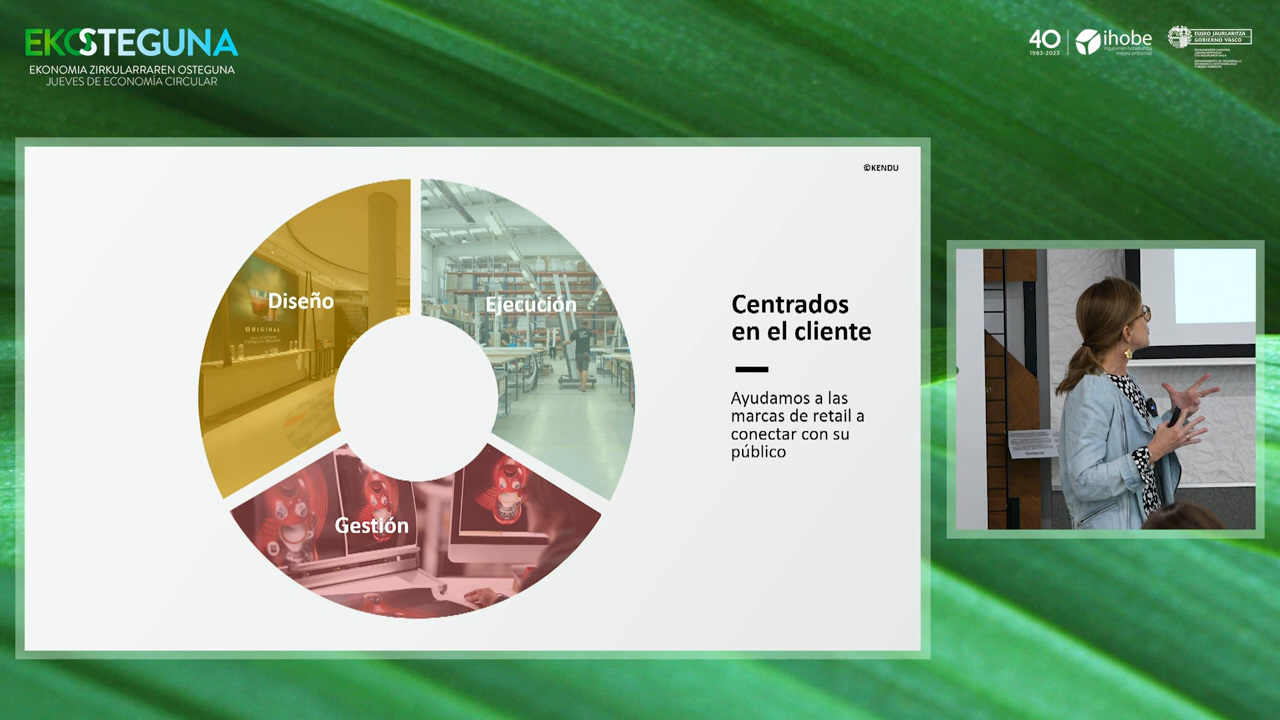 EKOSTEGUNA
EKONOMIA ZIRKULARRAREN OSTEGUNA
JUEVES DE ECONOMÍA CIRCULAR
40
1983-2023
ihobe
EUSKO JAURLARITZA
GOBIERNO VASCO
©KENDU
Diseño
Ejecución
Gestión
ORIGINAL
Centrados
en el cliente
Ayudamos a las
marcas de retail a
conectar con su
público